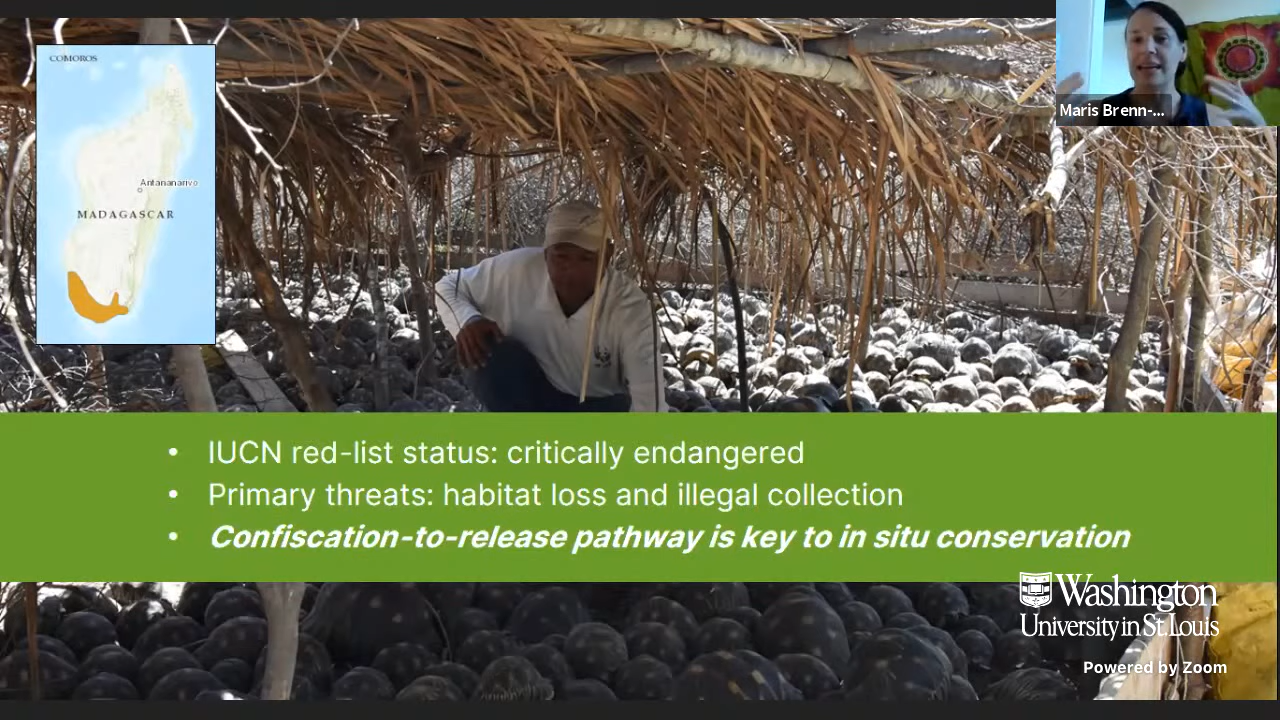 COMOROS
Antananarivo
MADAGASCAR
Maris Brenn-...
• IUCN red-list status: critically endangered
• Primary threats: habitat loss and illegal collection
• Confiscation-to-release pathway is key to in situ conservation
Washington
University in St. Louis
Powered by Zoom